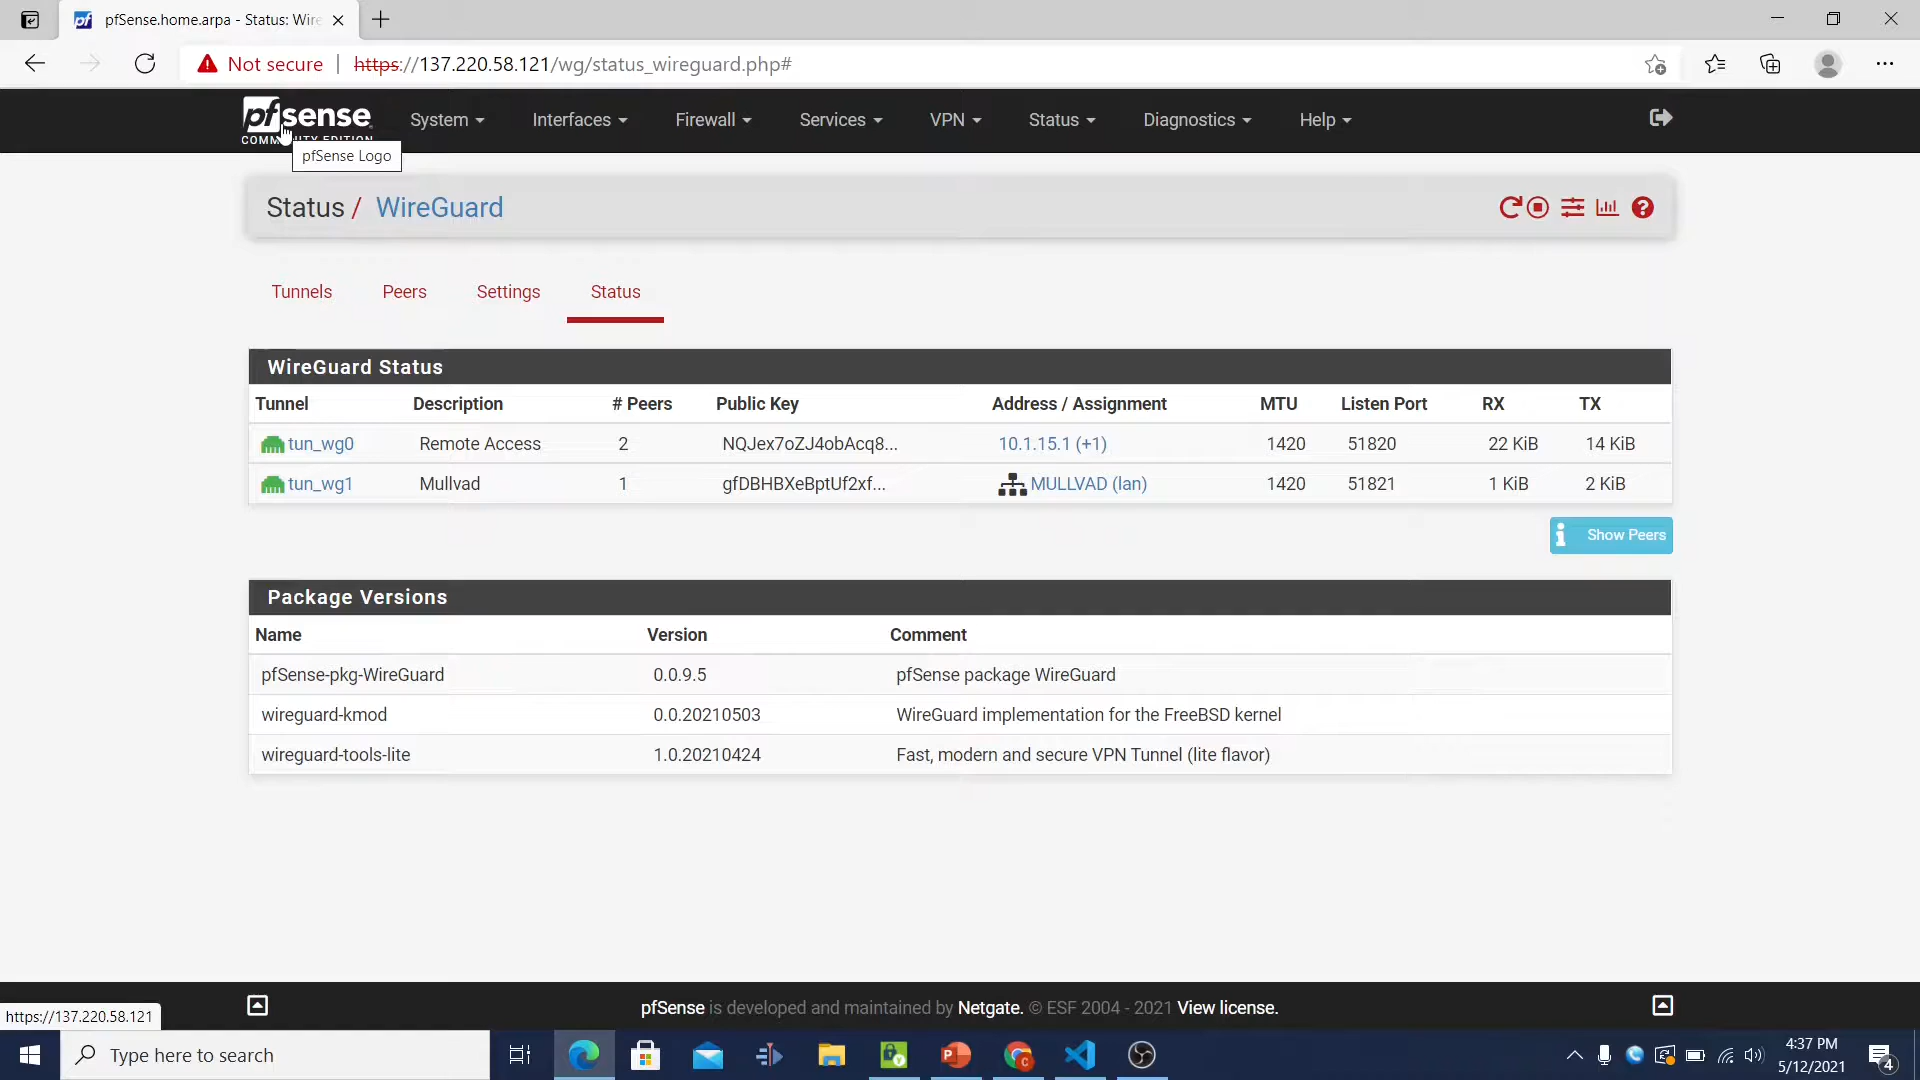 pfSense.home.arpa - Status: Wire
Not secure | https://137.220.58.121/wg/status_wireguard.php#
pfsense System Interfaces Firewall Services VPN Status Diagnostics Help
COMMUNITY EDITION
pfSense Logo
Status / WireGuard
Tunnels Peers Settings Status
WireGuard Status
Tunnel Description # Peers Public Key Address / Assignment MTU Listen Port RX TX
tun_wg0 Remote Access 2 NQJex7oZJ4obAcq8... 10.1.15.1 (+1) 1420 51820 22 KiB 14 KiB
tun_wg1 Mullvad 1 gfDBHBXeBptUf2xf... MULLVAD (lan) 1420 51821 1 KiB 2 KiB
Show Peers
Package Versions
Name Version Comment
pfSense-pkg-WireGuard 0.0.9.5 pfSense package WireGuard
wireguard-kmod 0.0.20210503 WireGuard implementation for the FreeBSD kernel
wireguard-tools-lite 1.0.20210424 Fast, modern and secure VPN Tunnel (lite flavor)
pfSense is developed and maintained by Netgate. © ESF 2004 - 2021 View license.
https://137.220.58.121
Type here to search
4:37 PM
5/12/2021
4